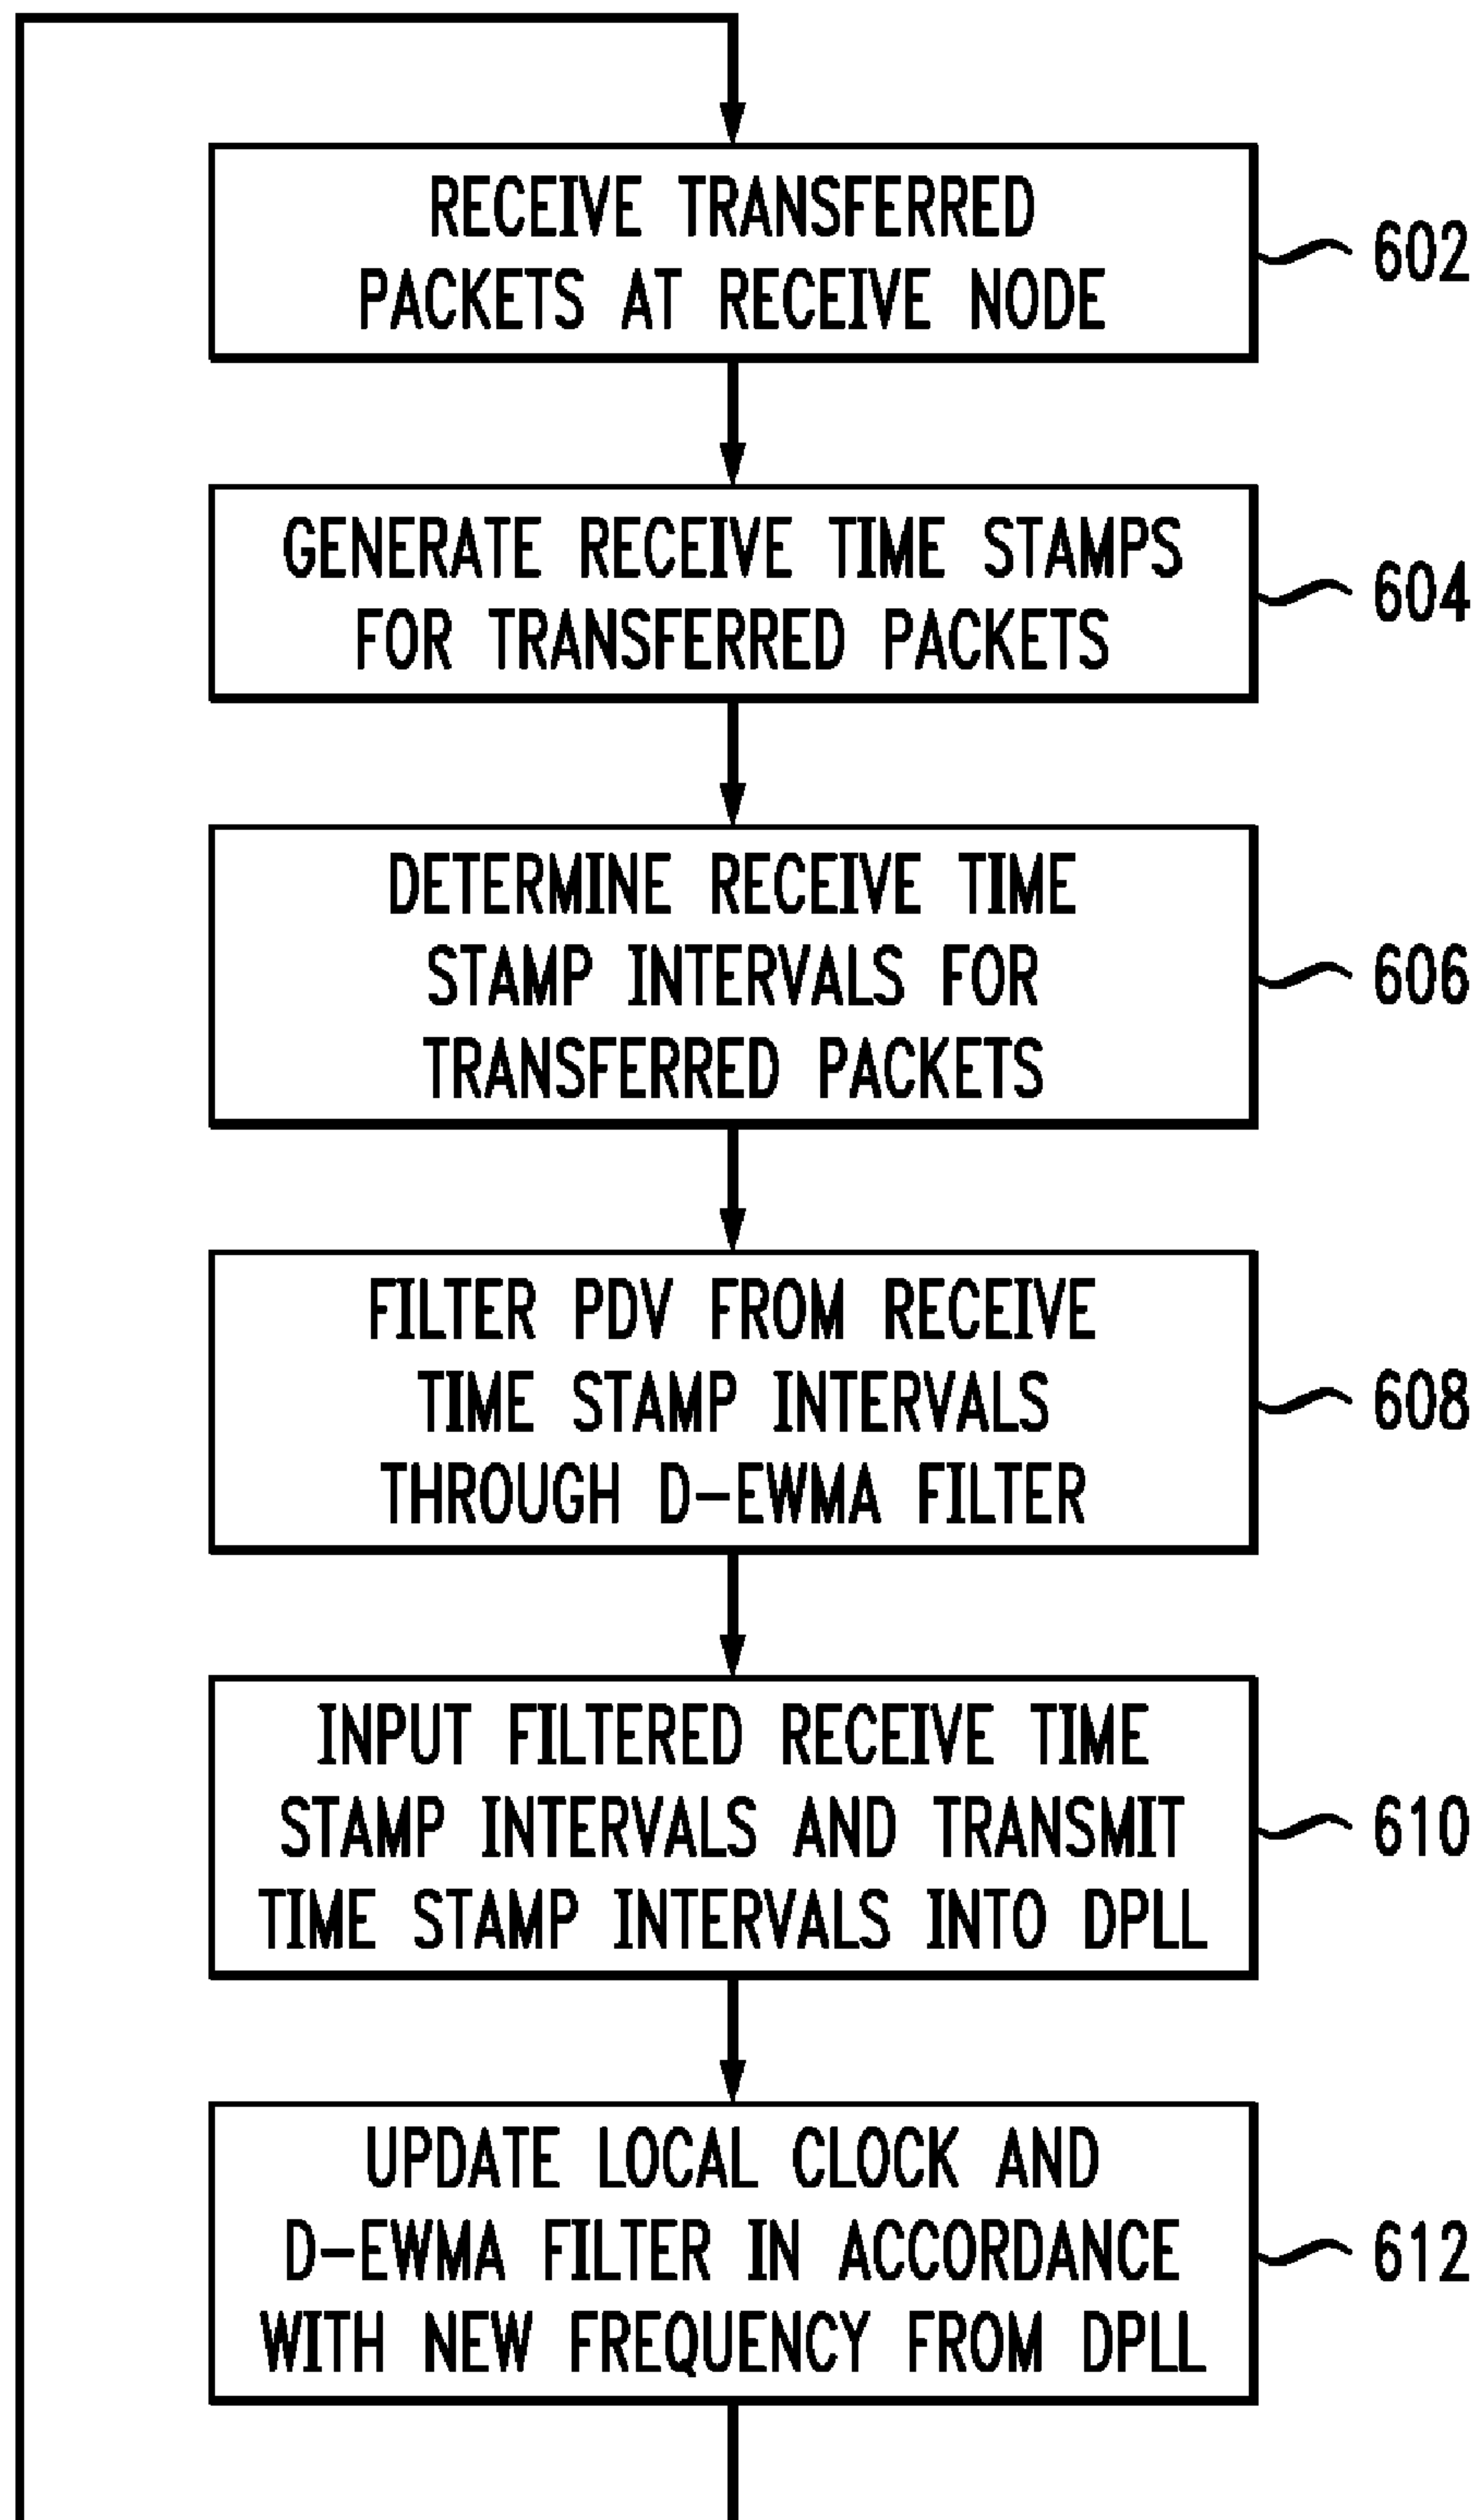 RECEIVE TRANSFERRED
PACKETS AT RECEIVE NODE
602
GENERATE RECEIVE TIME STAMPS
FOR TRANSFERRED PACKETS
604
DETERMINE RECEIVE TIME
STAMP INTERVALS FOR
TRANSFERRED PACKETS
606
FILTER PDV FROM RECEIVE
TIME STAMP INTERVALS
THROUGH D-EWMA FILTER
608
INPUT FILTERED RECEIVE TIME
STAMP INTERVALS AND TRANSMIT
TIME STAMP INTERVALS INTO DPLL
610
UPDATE LOCAL CLOCK AND
D-EWMA FILTER IN ACCORDANCE
WITH NEW FREQUENCY FROM DPLL
612